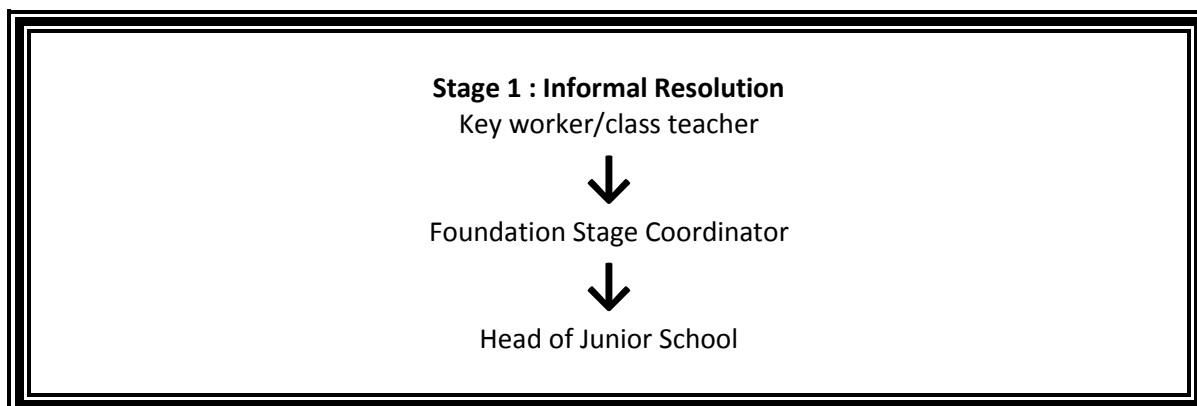 Stage 1 : Informal Resolution
Key worker/class teacher
Foundation Stage Coordinator
Head of Junior School